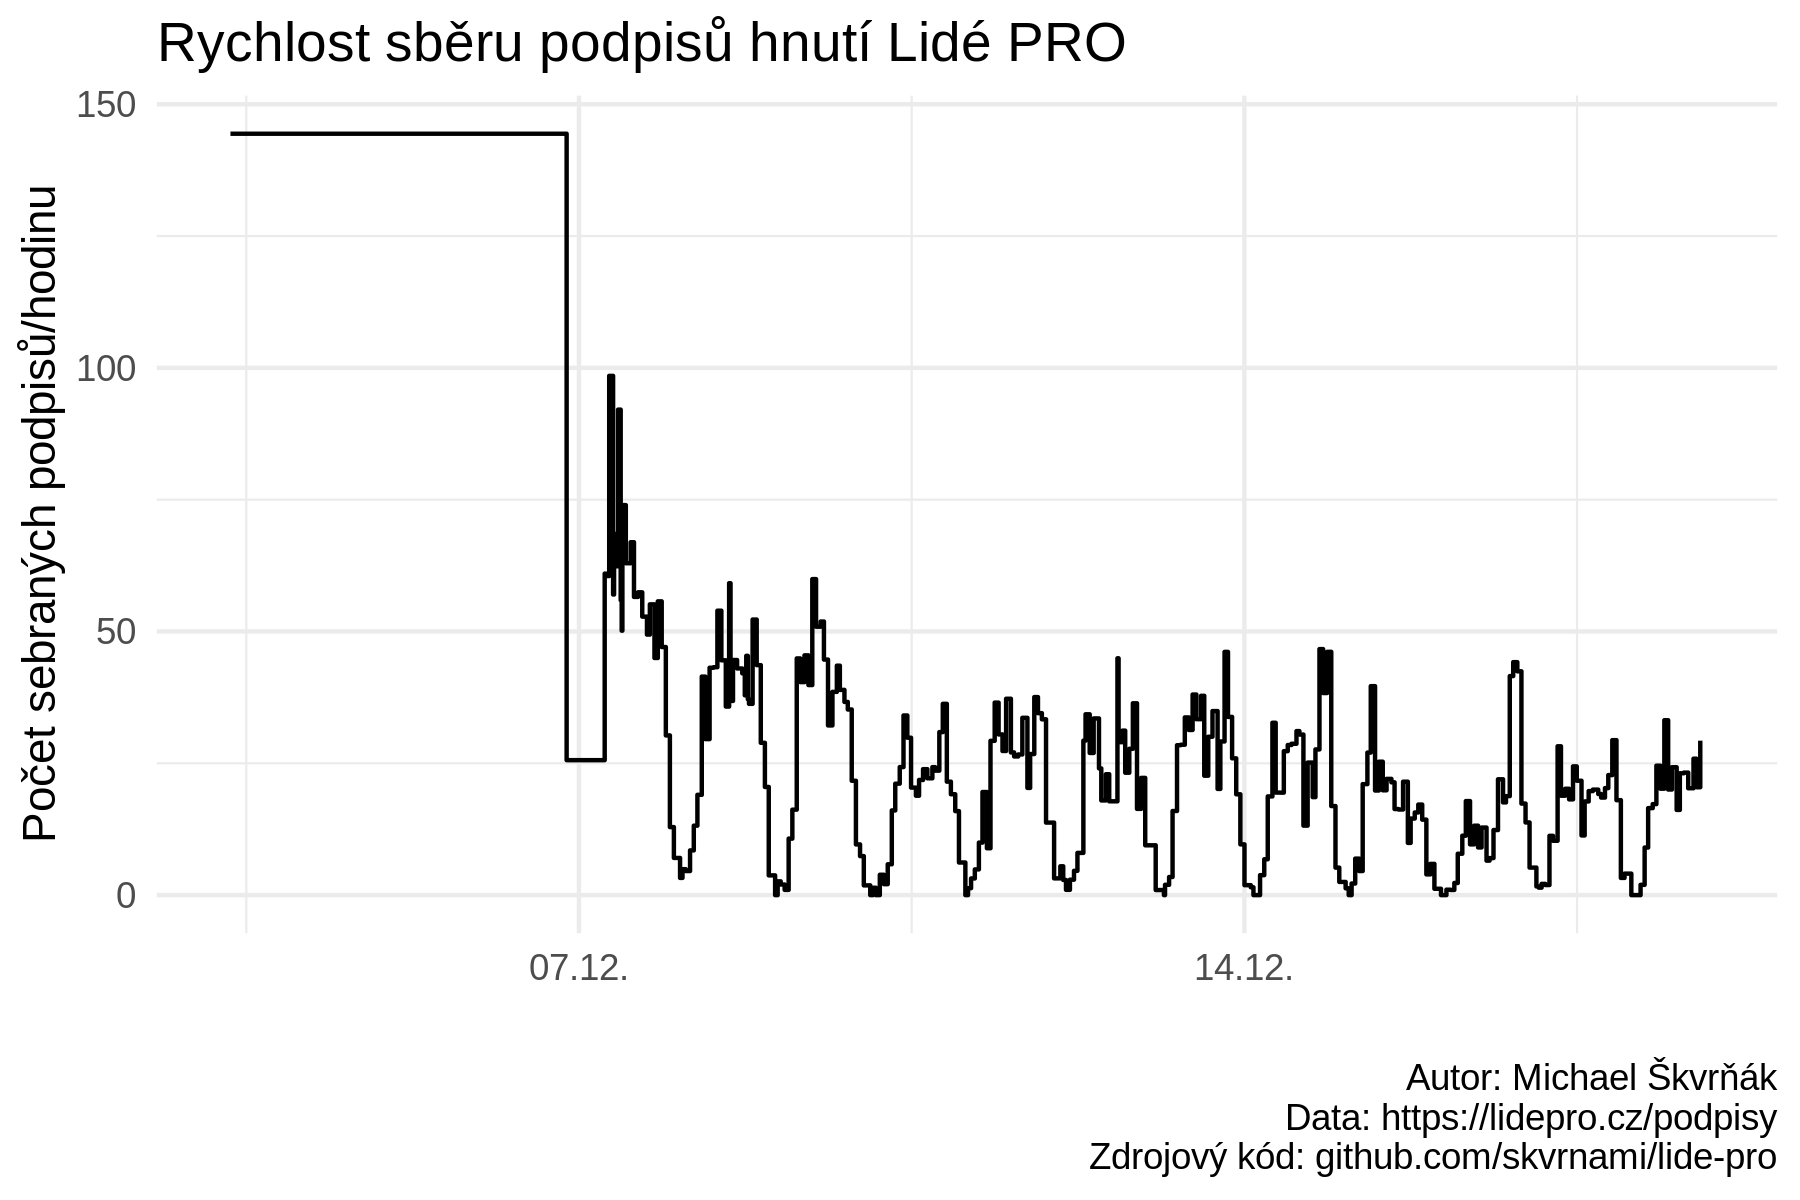 Rychlost sběru podpisů hnutí Lidé PRO
Počet sebraných podpisů/hodinu
150
100
50
0
07.12.
14.12.
Autor: Michael Škvrňák
Data: https://lidepro.cz/podpisy
Zdrojový kód: github.com/skvrnami/lide-pro